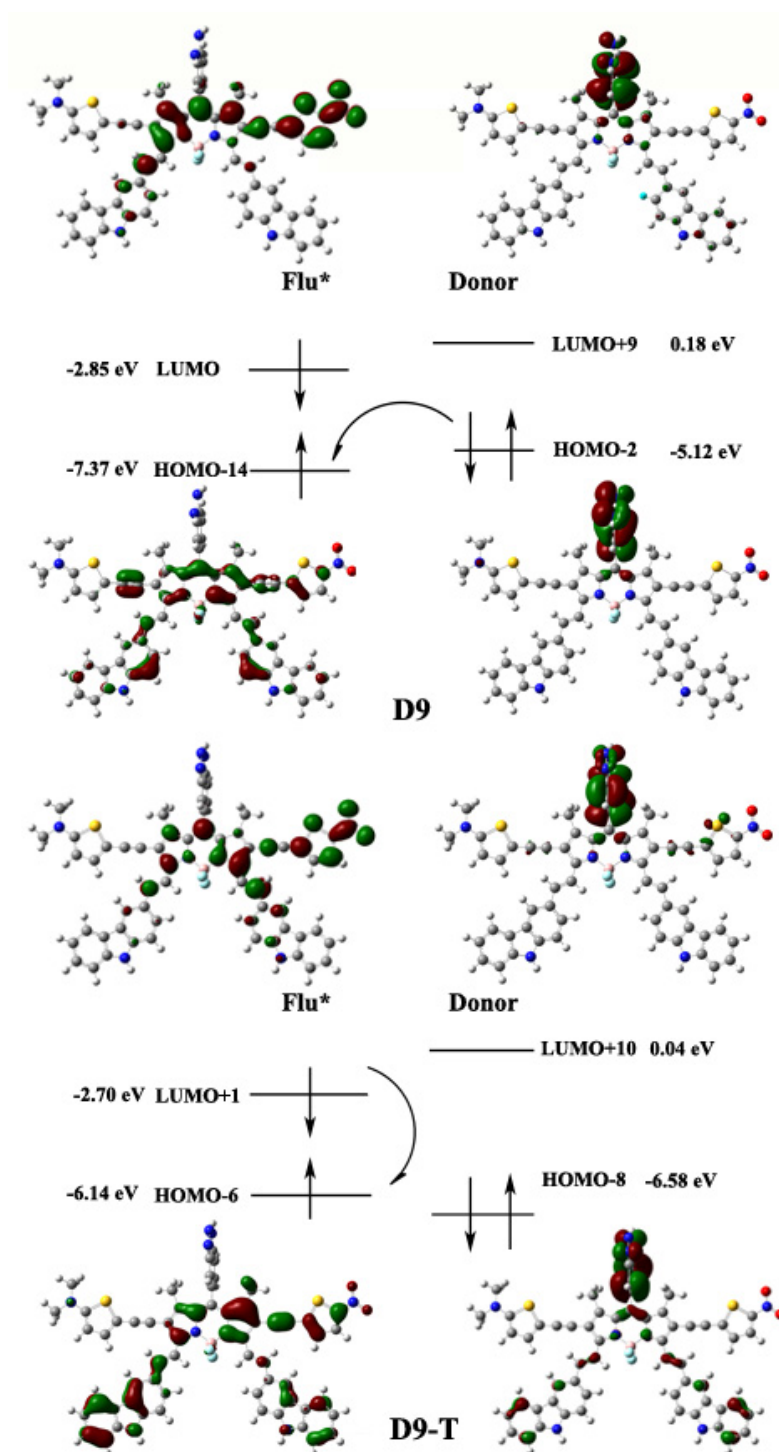 Flu* Donor
LUMO+9 0.18 eV
-2.85 eV LUMO
HOMO-2 -5.12 eV
-7.37 eV HOMO-14
D9
Flu* Donor
LUMO+10 0.04 eV
-2.70 eV LUMO+1
HOMO-8 -6.58 eV
-6.14 eV HOMO-6
D9-T